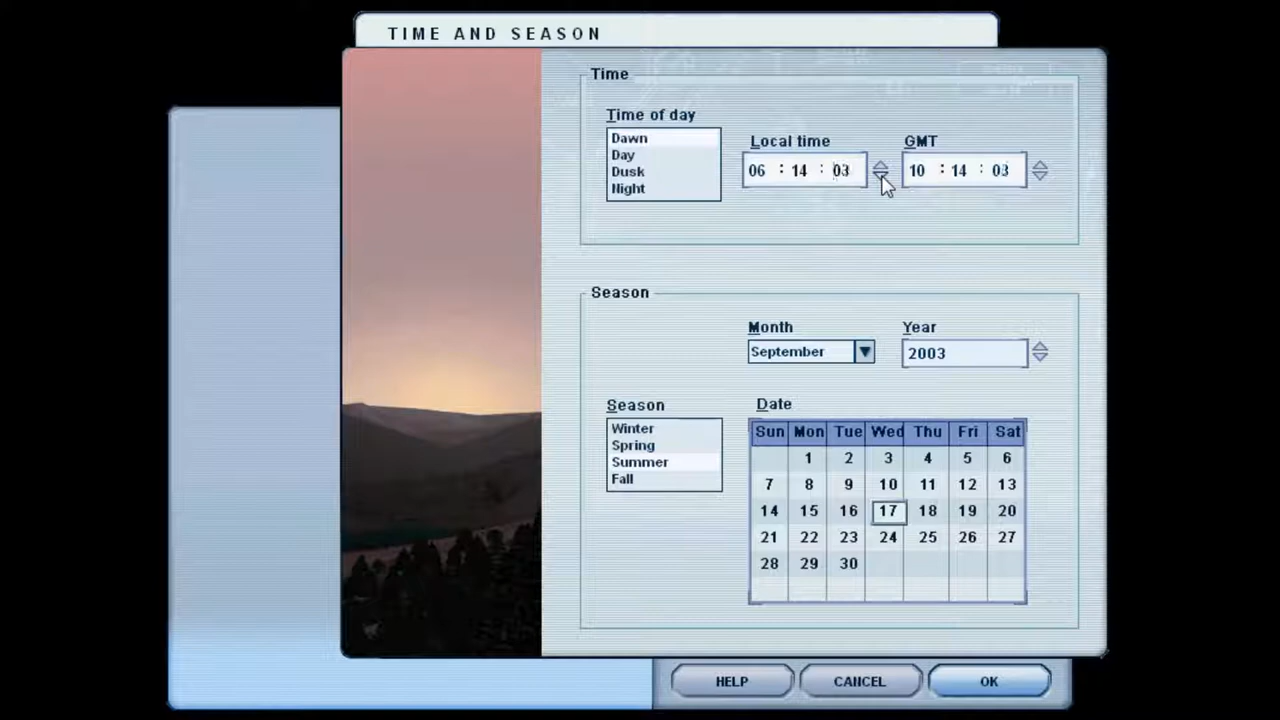 TIME AND SEASON
Time
Time of day
Dawn
Day
Dusk
Night
Local time
06 : 14 : 03
GMT
10 : 14 : 03
Season
Month
September
Year
2003
Season
Winter
Spring
Summer
Fall
Date
Sun Mon Tue Wed Thu Fri Sat
1 2 3 4 5 6
7 8 9 10 11 12 13
14 15 16 17 18 19 20
21 22 23 24 25 26 27
28 29 30
HELP CANCEL OK